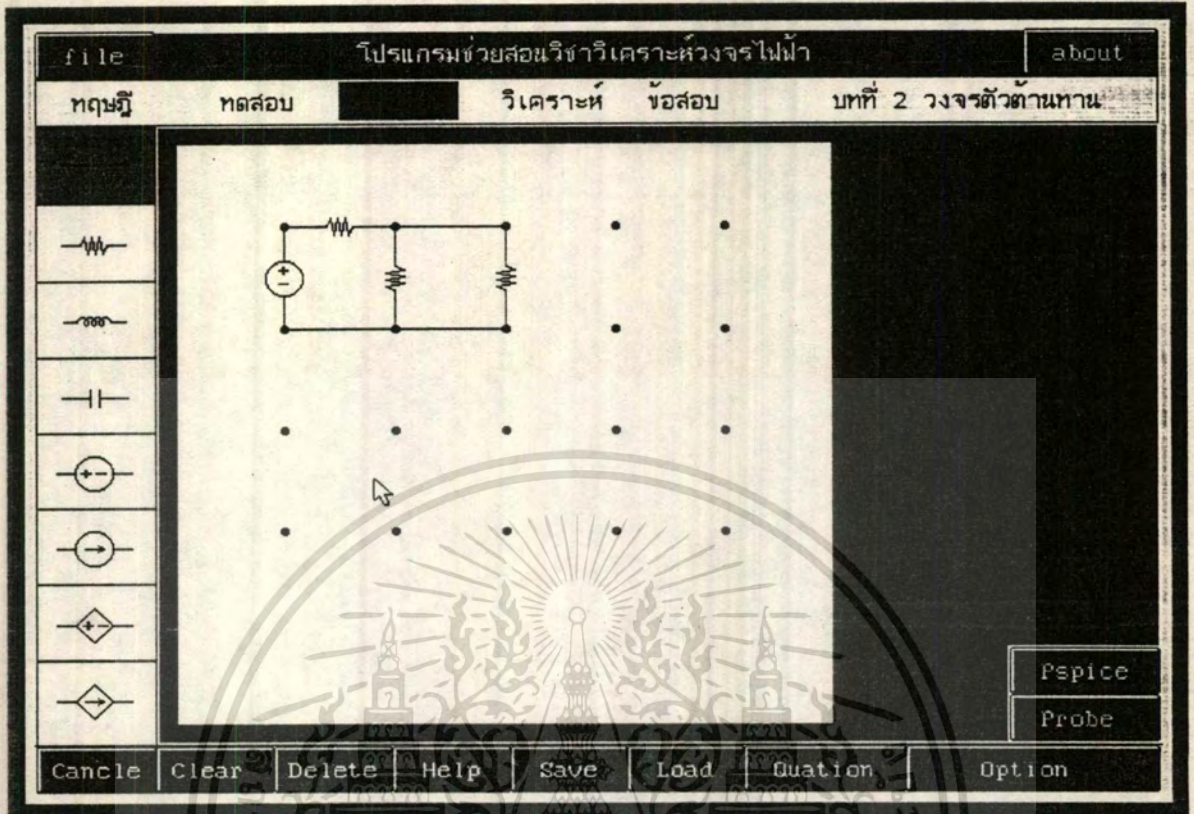 file โปรแกรมช่วยสอนวิชาวิเคราะห์วงจรไฟฟ้า about
ทฤษฎี ทดสอบ วิเคราะห์ ข้อสอบ บทที่ 2 วงจรตัวต้านทาน
Pspice
Probe
Cancle Clear Delete Help Save Load Quation Option